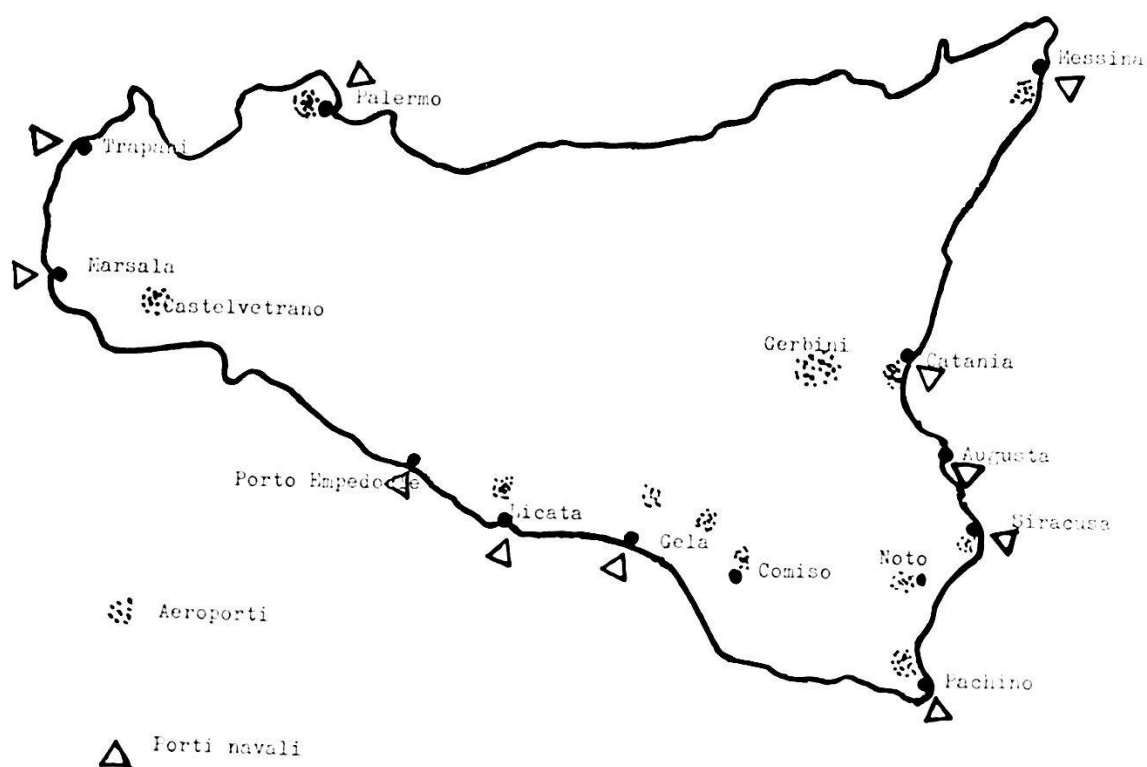 Messina
Palermo
Trapani
Marsala
Castelvetrano
Gerbini
Catania
Augusta
Porto Empedocle
Licata
Siracusa
Gela
Noto
Comiso
Aeroporti
Pachino
Porti navali